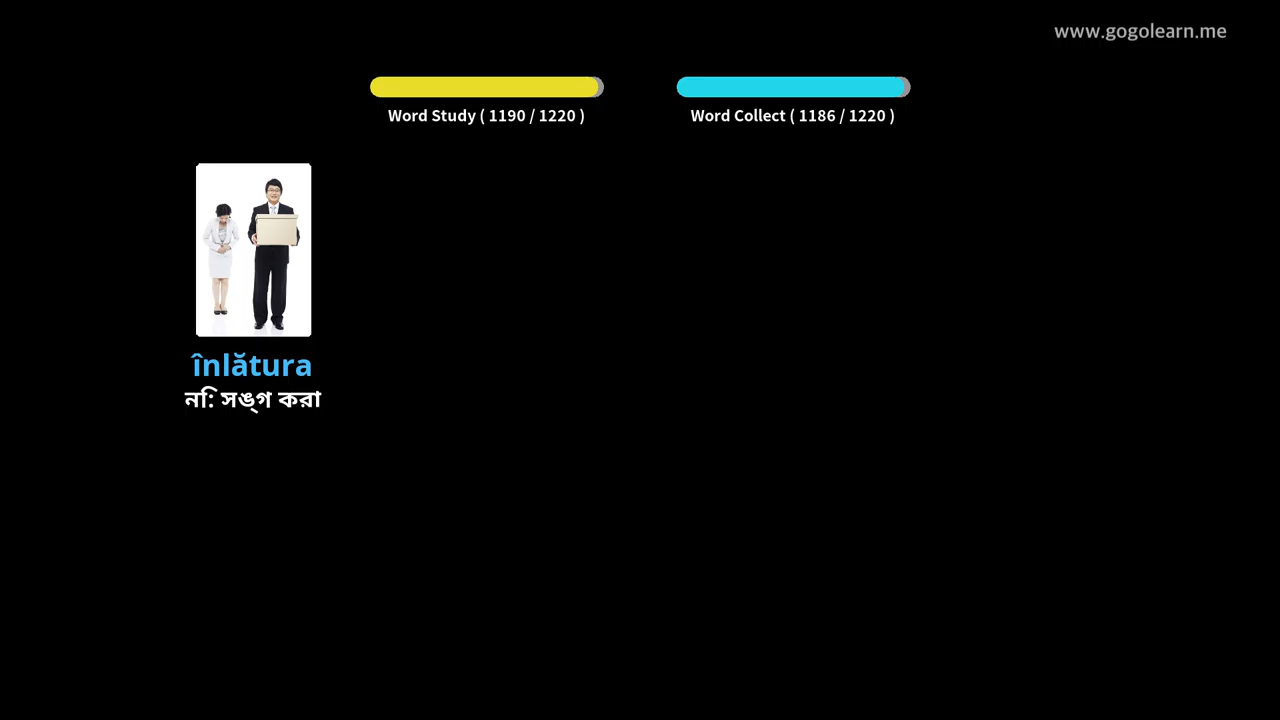 www.gogolearn.me
Word Study ( 1190 / 1220 )
Word Collect ( 1186 / 1220 )
înlătura
নিঃ সঙ্গ করা